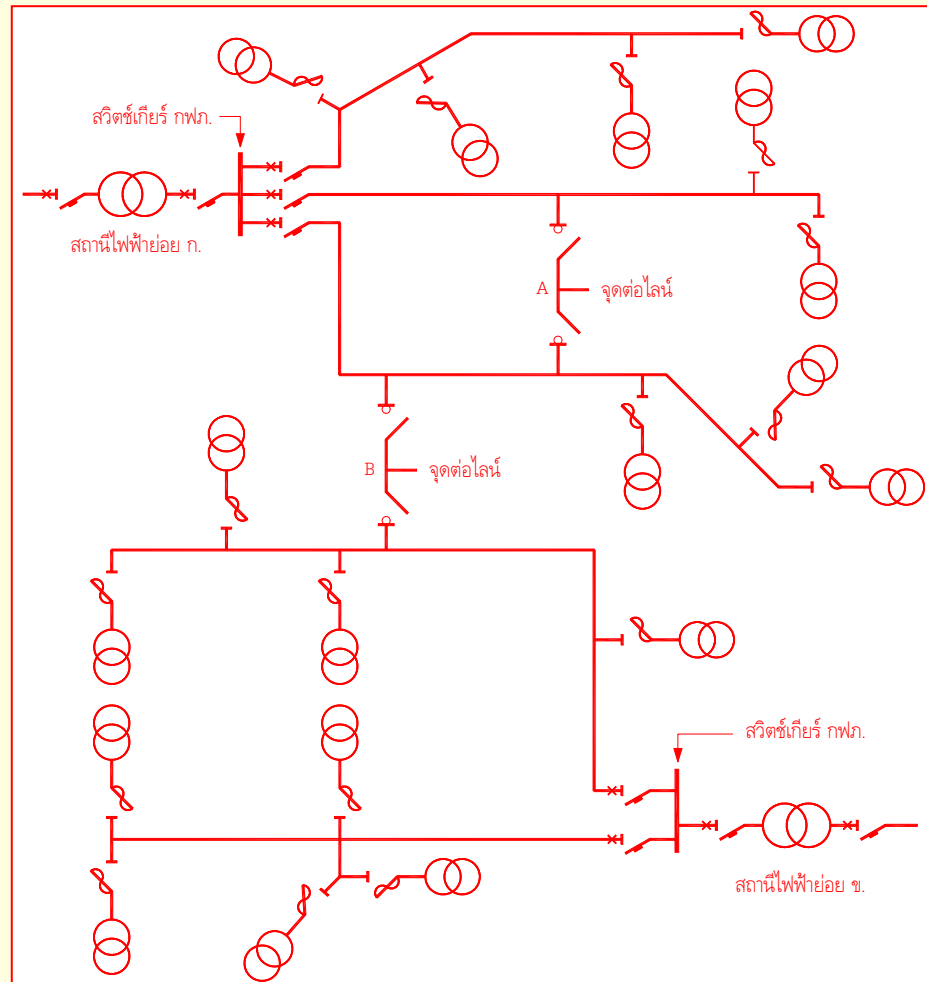 สวิตช์เกียร์ กฟภ.
สถานีไฟฟ้าย่อย ก.
A จุดต่อไลน์
B จุดต่อไลน์
สวิตช์เกียร์ กฟภ.
สถานีไฟฟ้าย่อย ข.